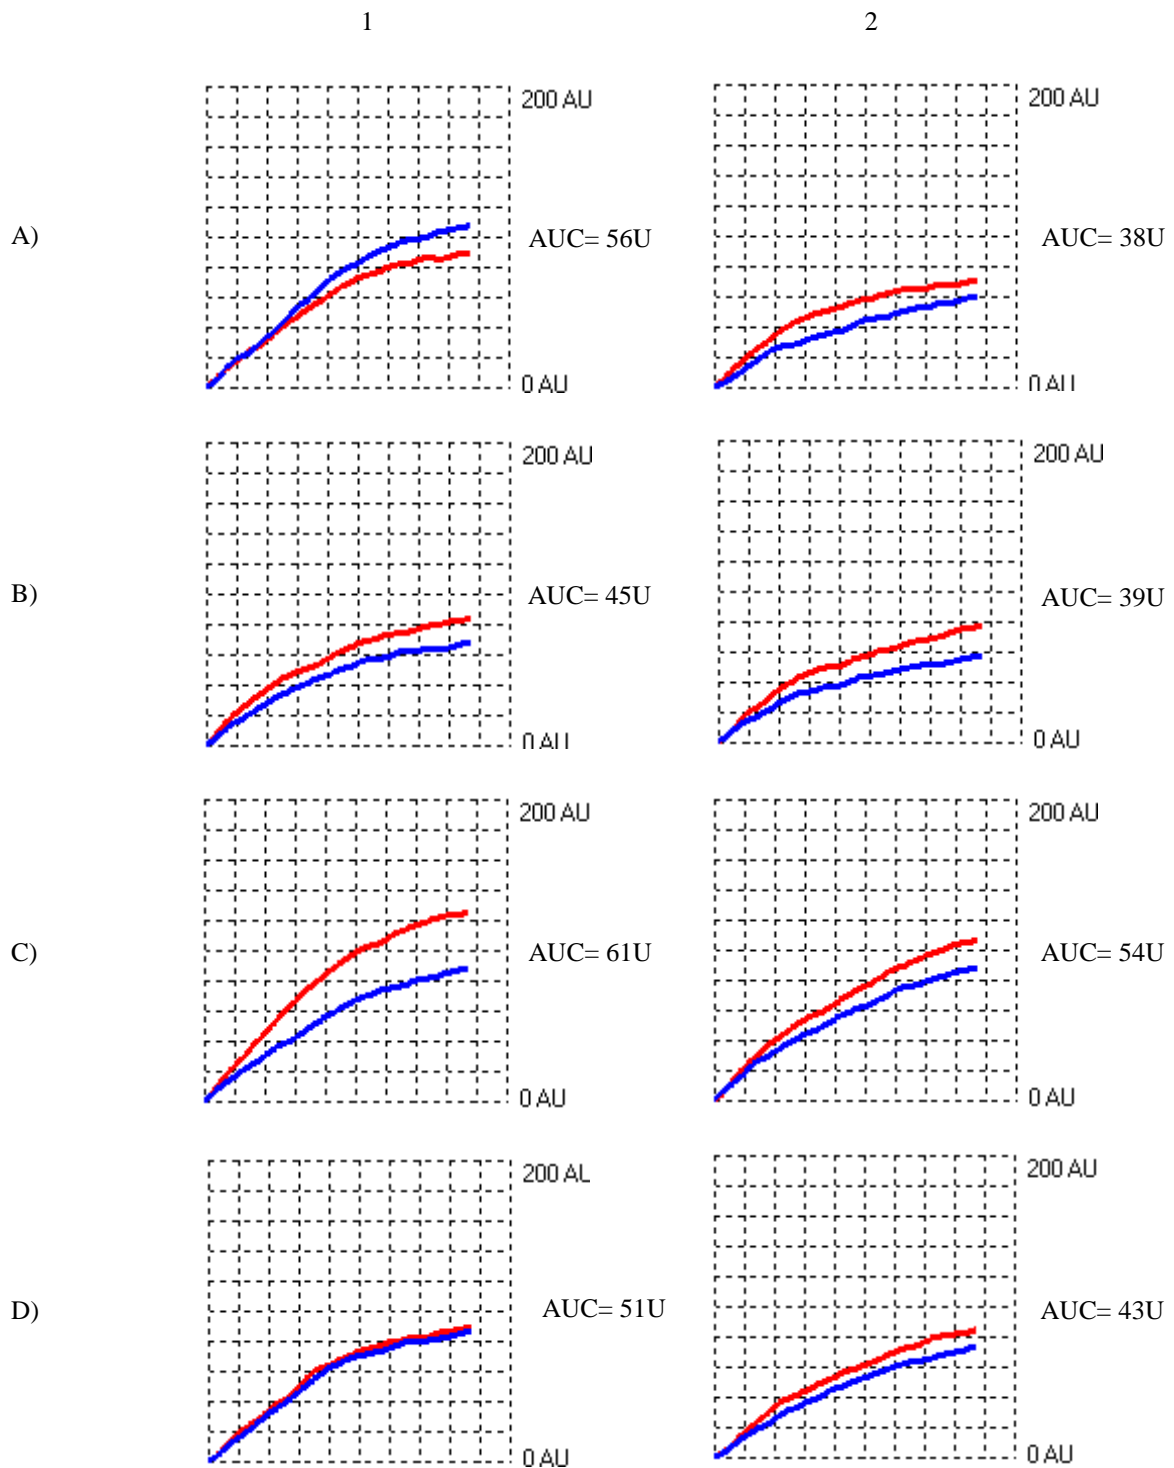 1 2
200 AU 200 AU
A) AUC= 56U AUC= 38U
0 AU 0 AU
200 AU 200 AU
B) AUC= 45U AUC= 39U
0 AU 0 AU
200 AU 200 AU
C) AUC= 61U AUC= 54U
0 AU 0 AU
200 AL 200 AU
D) AUC= 51U AUC= 43U
0 AU 0 AU